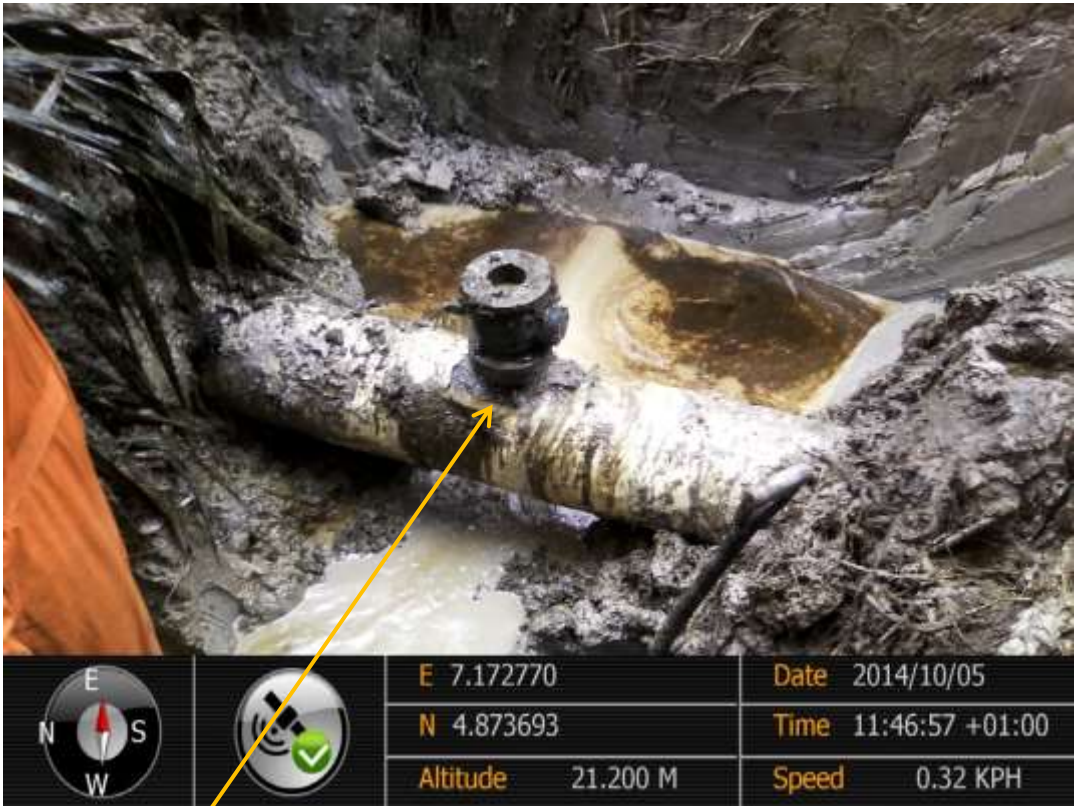 E
N S
W
E 7.172770
N 4.873693
Altitude 21.200 M
Date 2014/10/05
Time 11:46:57 +01:00
Speed 0.32 KPH